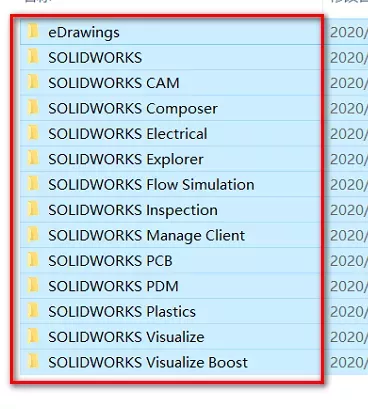 eDrawings 2020/
SOLIDWORKS 2020/
SOLIDWORKS CAM 2020/
SOLIDWORKS Composer 2020/
SOLIDWORKS Electrical 2020/
SOLIDWORKS Explorer 2020/
SOLIDWORKS Flow Simulation 2020/
SOLIDWORKS Inspection 2020/
SOLIDWORKS Manage Client 2020/
SOLIDWORKS PCB 2020/
SOLIDWORKS PDM 2020/
SOLIDWORKS Plastics 2020/
SOLIDWORKS Visualize 2020/
SOLIDWORKS Visualize Boost 2020/